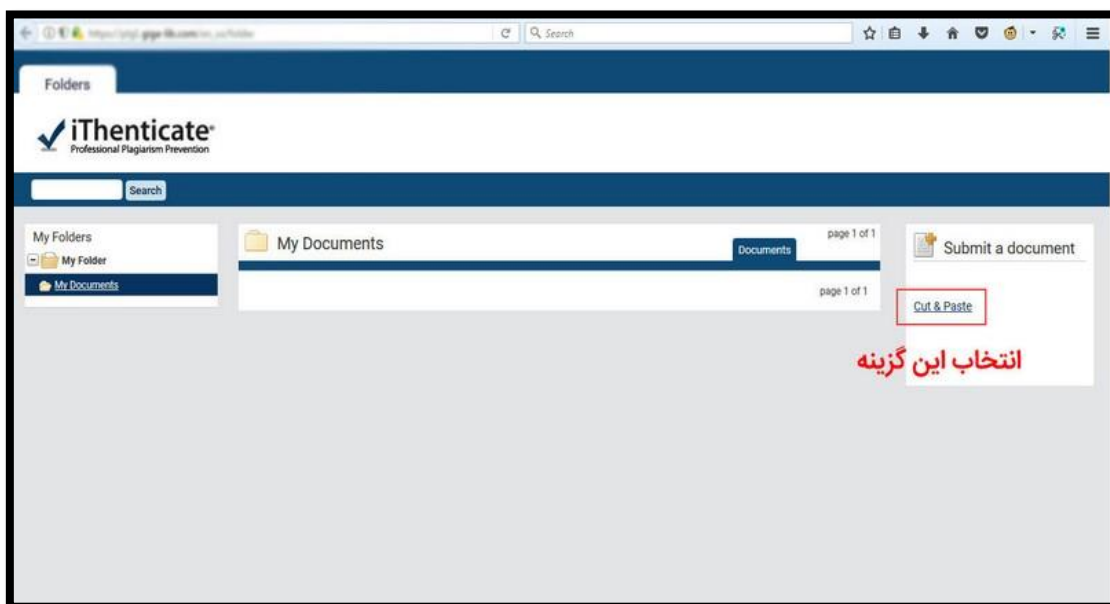 Search
Folders
iThenticate®
Professional Plagiarism Prevention
Search
My Folders
My Folder
My Documents
My Documents
page 1 of 1
Documents
page 1 of 1
Submit a document
Cut & Paste
انتخاب این گزینه